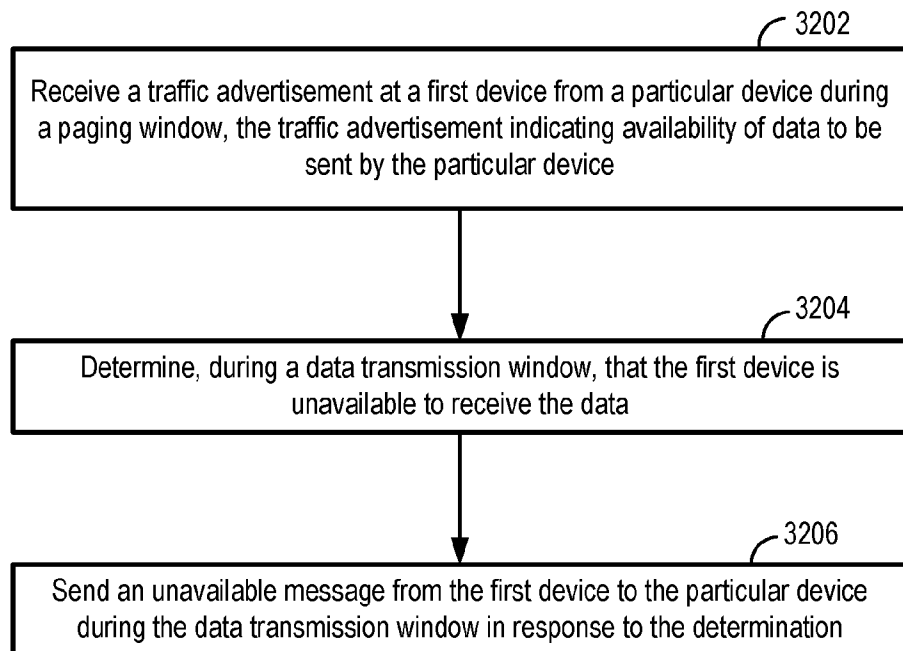 3202
Receive a traffic advertisement at a first device from a particular device during
a paging window, the traffic advertisement indicating availability of data to be
sent by the particular device
3204
Determine, during a data transmission window, that the first device is
unavailable to receive the data
3206
Send an unavailable message from the first device to the particular device
during the data transmission window in response to the determination